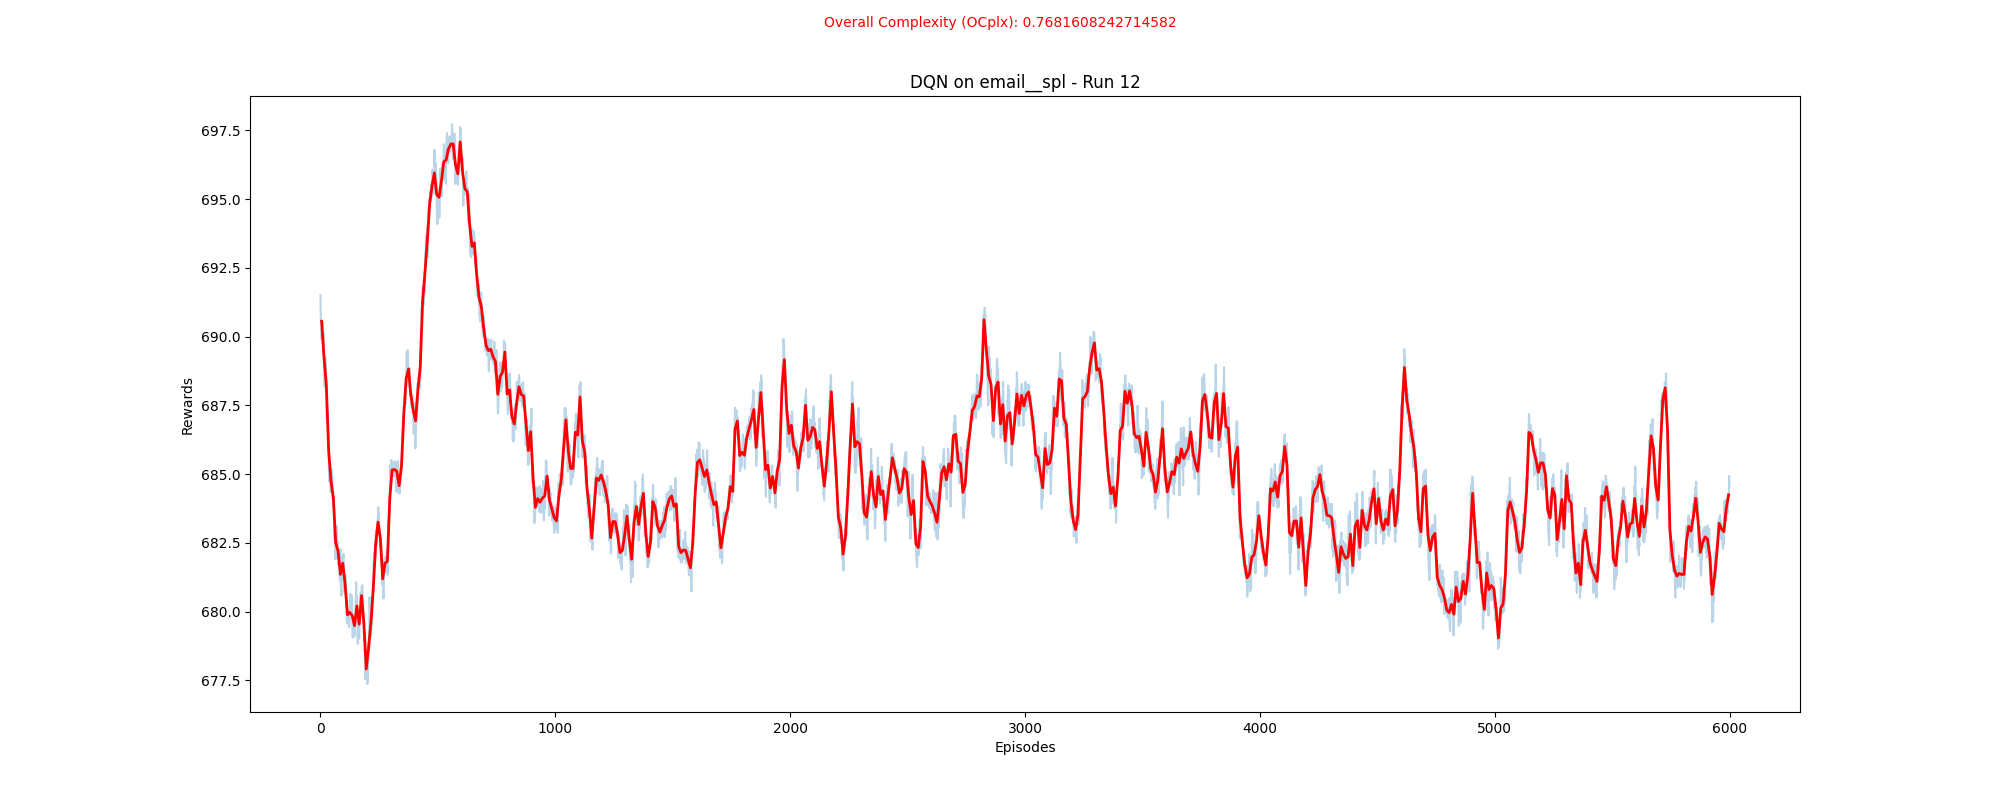 Overall Complexity (OCplx): 0.7681608242714582
DQN on email__spl - Run 12
Rewards
697.5
695.0
692.5
690.0
687.5
685.0
682.5
680.0
677.5
0 1000 2000 3000 4000 5000 6000
Episodes